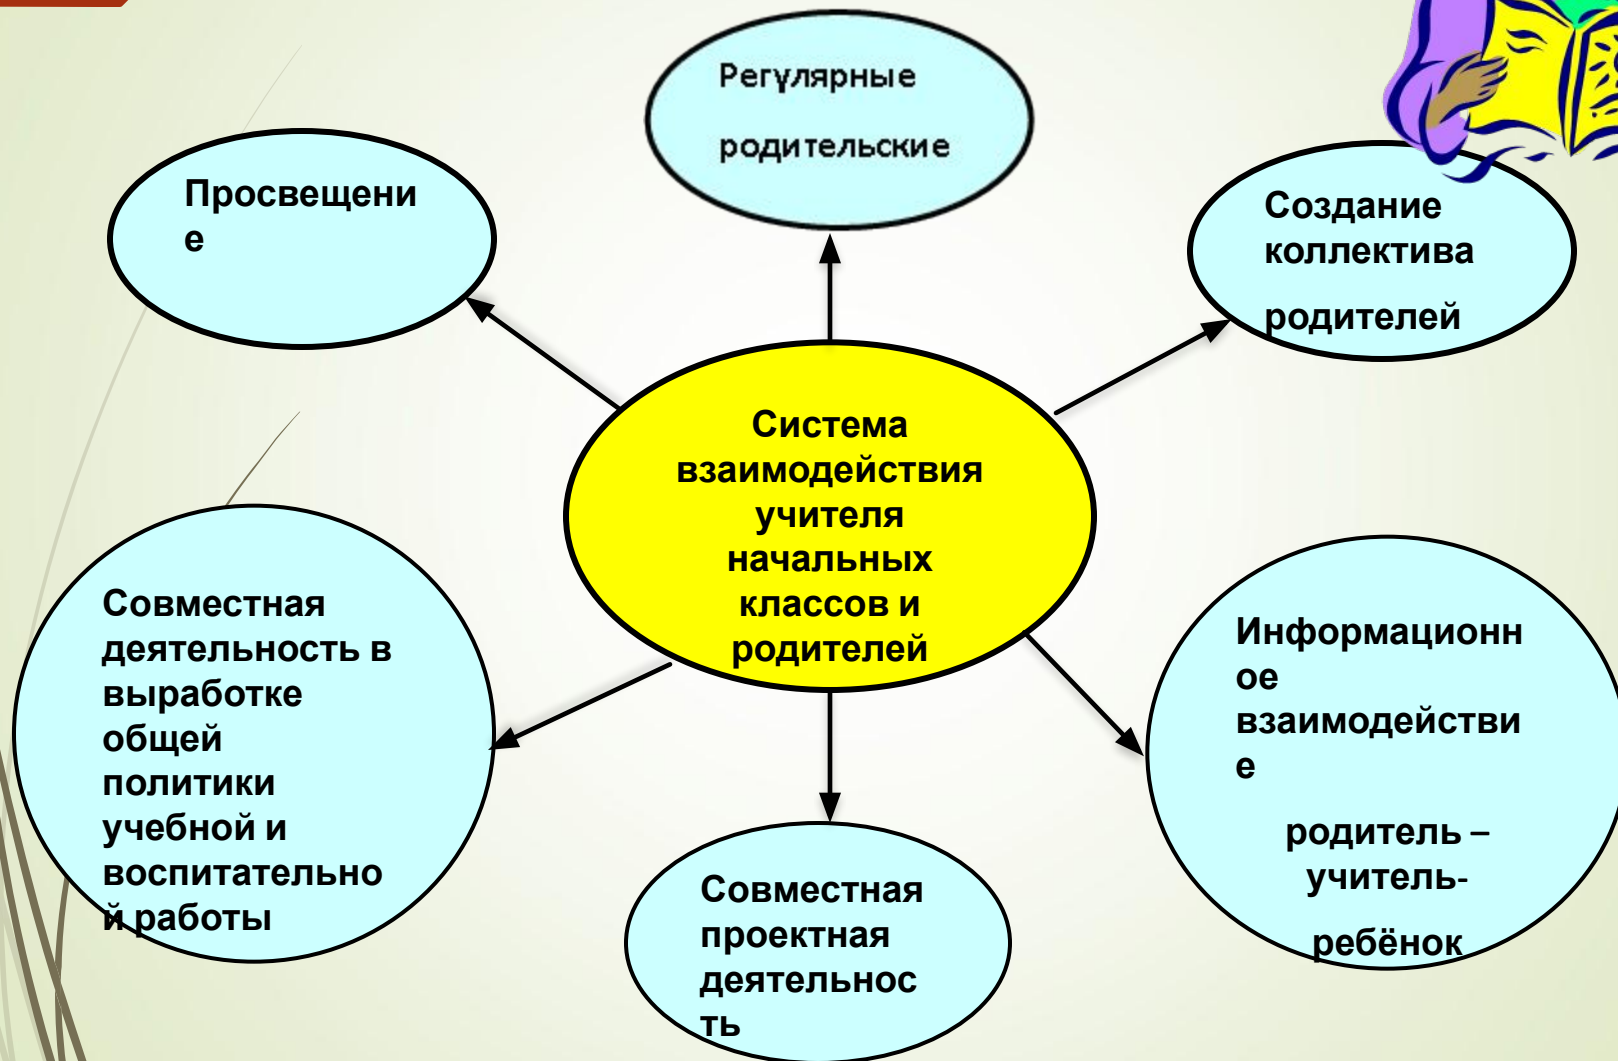 Регулярные
родительские
Просвещени
е
Создание
коллектива
родителей
Система
взаимодействия
учителя
начальных
классов и
родителей
Совместная
деятельность в
выработке
общей
политики
учебной и
воспитательно
й работы
Информационн
ое
взаимодействи
е
родитель –
учитель-
ребёнок
Совместная
проектная
деятельнос
ть